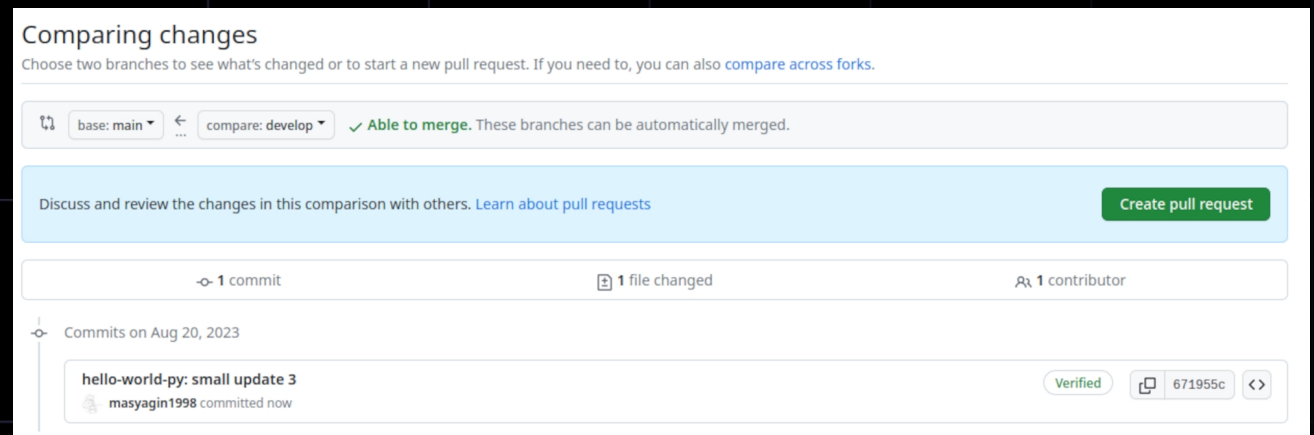 Comparing changes
Choose two branches to see what's changed or to start a new pull request. If you need to, you can also compare across forks.
base: main ← ... compare: develop ✓ Able to merge. These branches can be automatically merged.
Discuss and review the changes in this comparison with others. Learn about pull requests Create pull request
1 commit 1 file changed 1 contributor
Commits on Aug 20, 2023
hello-world-py: small update 3 Verified 671955c <>
masyagin1998 committed now